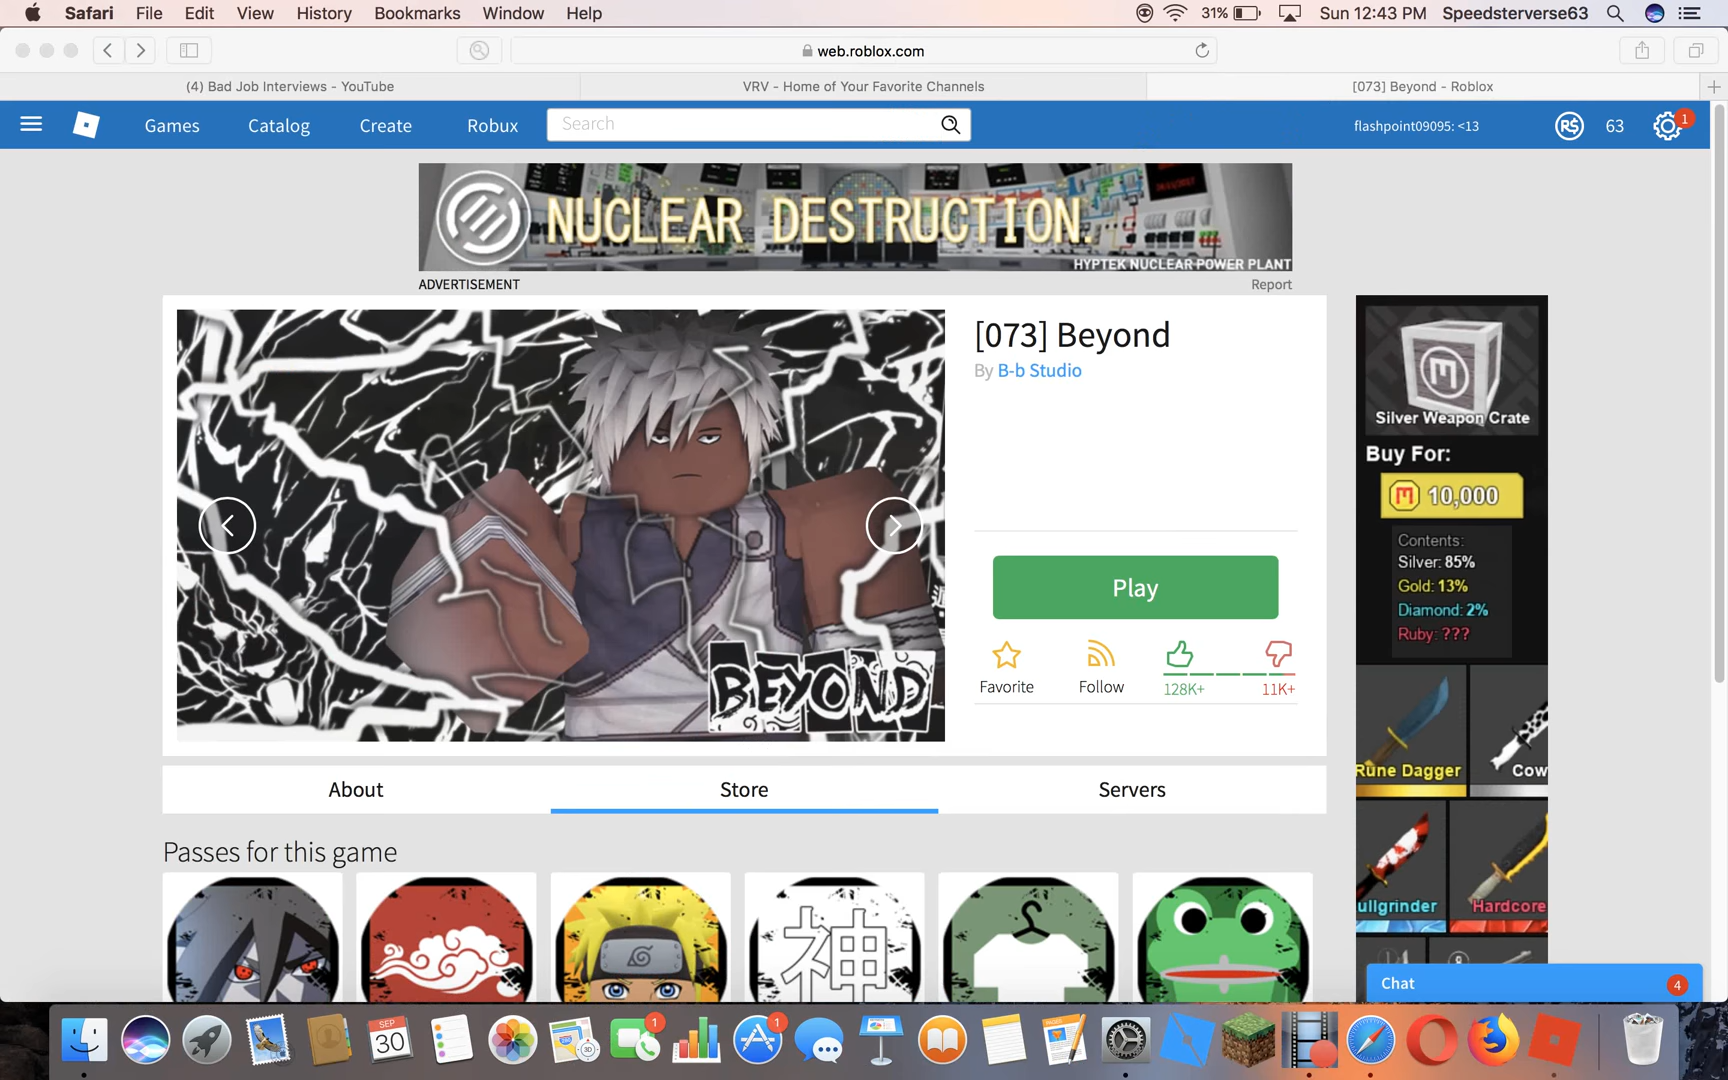 Safari File Edit View History Bookmarks Window Help 31% Sun 12:43 PM Speedsterverse63
web.roblox.com
(4) Bad Job Interviews - YouTube VRV - Home of Your Favorite Channels [073] Beyond - Roblox
Games Catalog Create Robux Search flashpoint09095: <13 R$ 63 1
NUCLEAR DESTRUCTION.
HYPTEK NUCLEAR POWER PLANT
ADVERTISEMENT Report
[073] Beyond
By B-b Studio
Play
Favorite Follow 128K+ 11K+
BEYOND
About Store Servers
Passes for this game
神
Silver Weapon Crate
Buy For:
10,000
Contents:
Silver: 85%
Gold: 13%
Diamond: 2%
Ruby: ???
Rune Dagger Cow
ullgrinder Hardcore
Chat 4
SEP
30
3D
1
1
PAGES